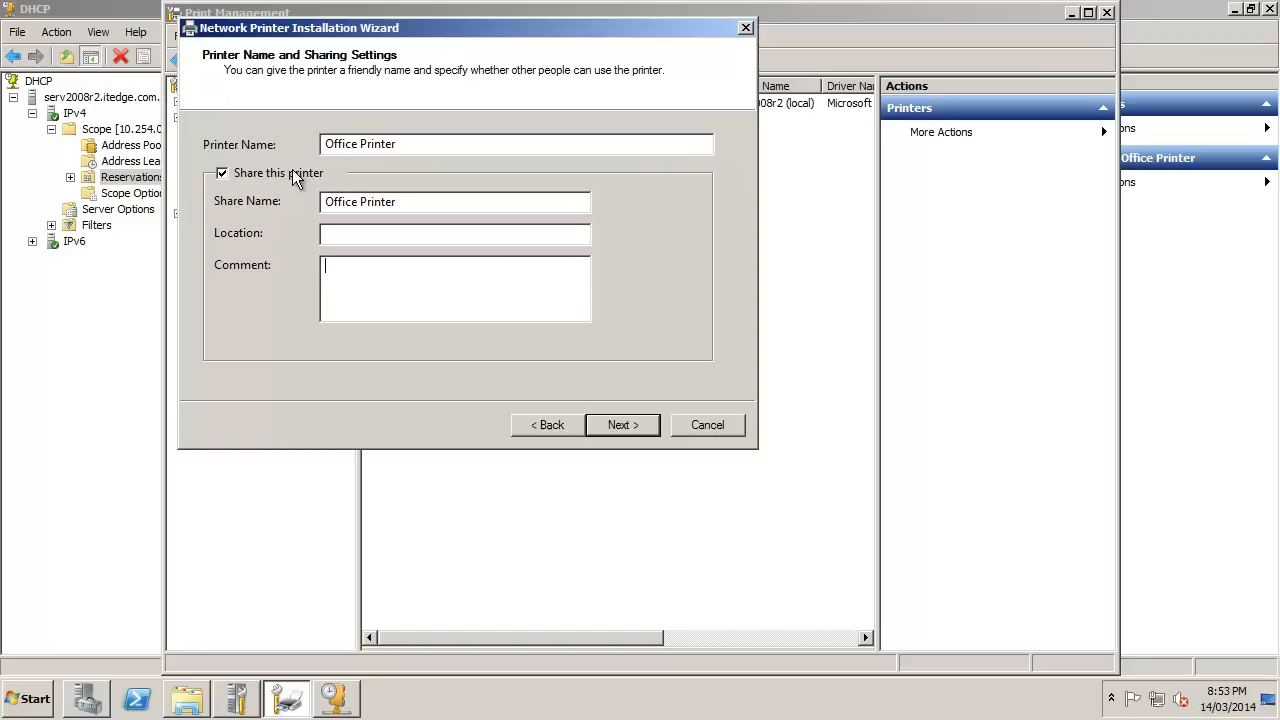 DHCP
File Action View Help
DHCP
serv2008r2.itedge.com.
IPv4
Scope [10.254.0
Address Poo
Address Lea
Reservations
Scope Optio
Server Options
Filters
IPv6
Print Management
Network Printer Installation Wizard
Printer Name and Sharing Settings
You can give the printer a friendly name and specify whether other people can use the printer.
Printer Name: Office Printer
Share this printer
Share Name: Office Printer
Location:
Comment:
< Back Next > Cancel
Name Driver Nan
08r2 (local) Microsoft
Actions
Printers
More Actions
s
ons
Office Printer
ons
Start
8:53 PM
14/03/2014